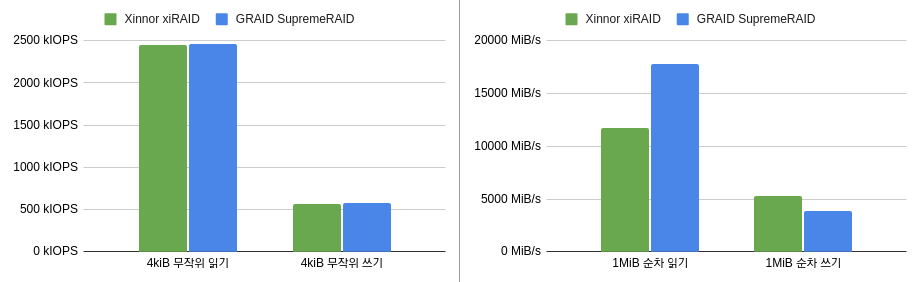 Xinnor xiRAID GRAID SupremeRAID
2500 kIOPS
2000 kIOPS
1500 kIOPS
1000 kIOPS
500 kIOPS
0 kIOPS
4kiB 무작위 읽기 4kiB 무작위 쓰기
Xinnor xiRAID GRAID SupremeRAID
20000 MiB/s
15000 MiB/s
10000 MiB/s
5000 MiB/s
0 MiB/s
1MiB 순차 읽기 1MiB 순차 쓰기